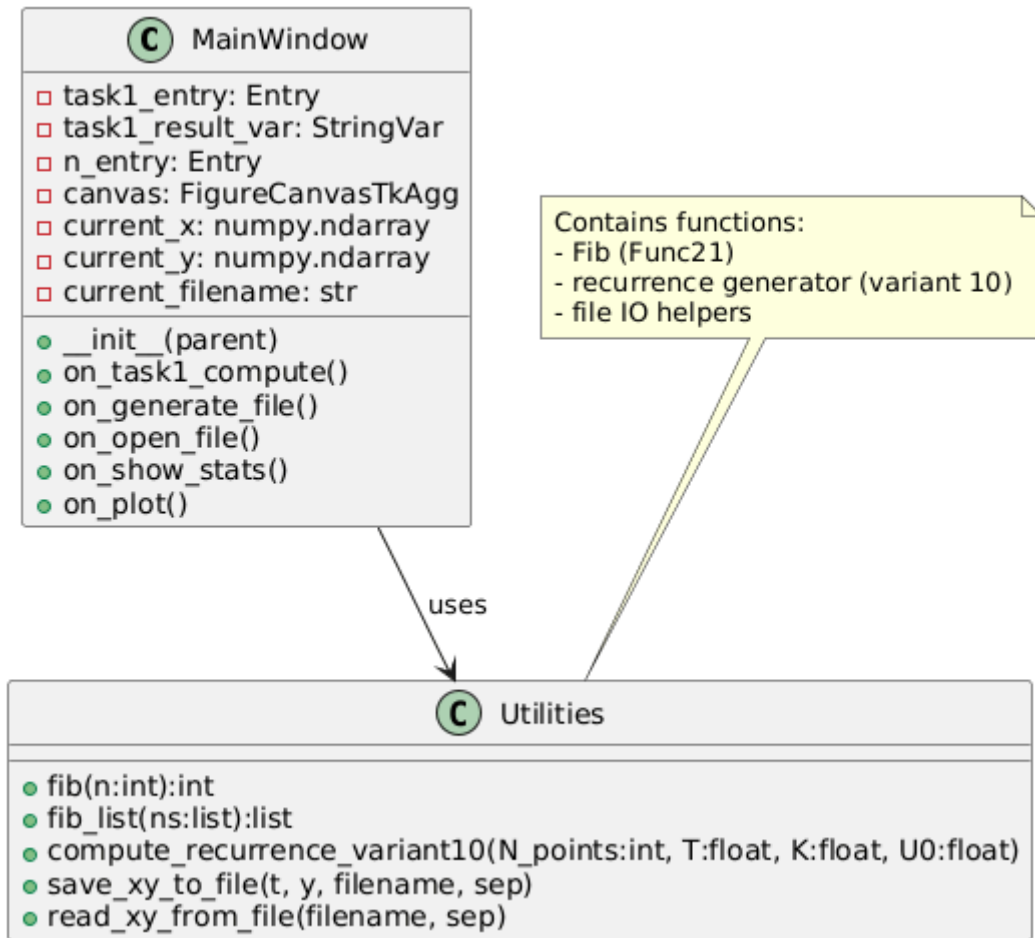 C MainWindow
task1_entry: Entry
task1_result_var: StringVar
n_entry: Entry
canvas: FigureCanvasTkAgg
current_x: numpy.ndarray
current_y: numpy.ndarray
current_filename: str
__init__(parent)
on_task1_compute()
on_generate_file()
on_open_file()
on_show_stats()
on_plot()
Contains functions:
- Fib (Func21)
- recurrence generator (variant 10)
- file IO helpers
uses
C Utilities
fib(n:int):int
fib_list(ns:list):list
compute_recurrence_variant10(N_points:int, T:float, K:float, U0:float)
save_xy_to_file(t, y, filename, sep)
read_xy_from_file(filename, sep)